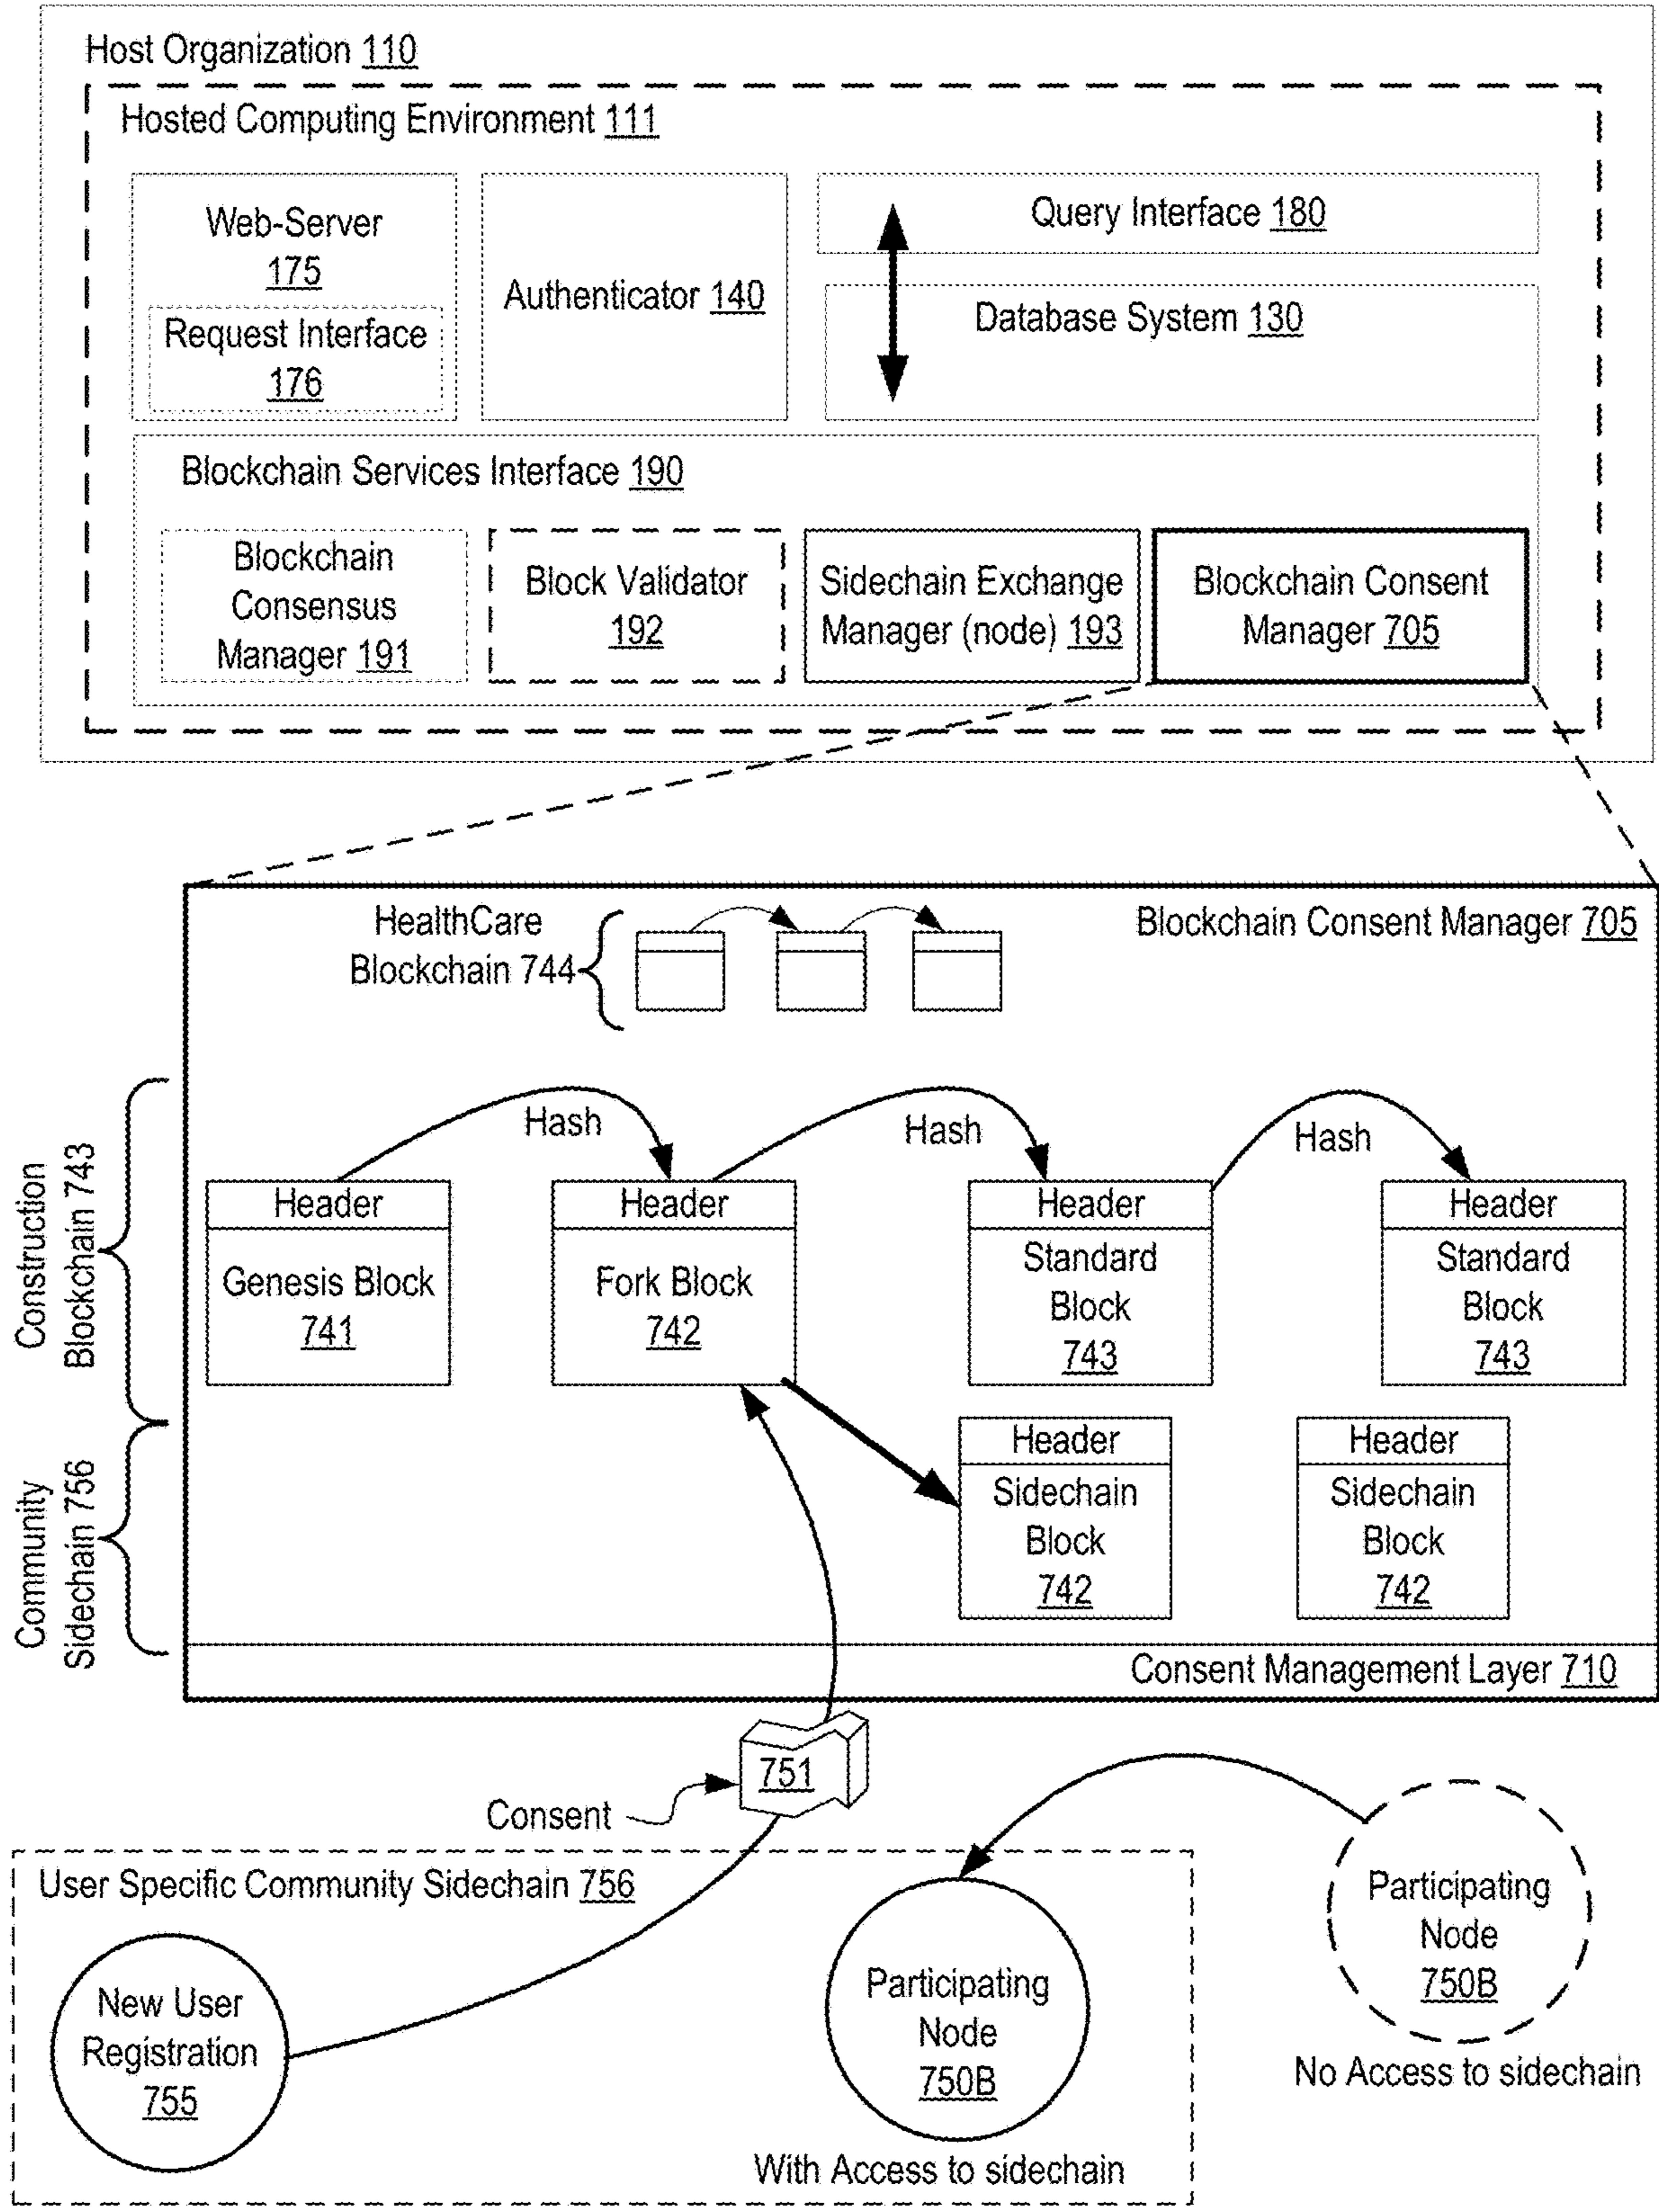 Host Organization 110
Hosted Computing Environment 111
Web-Server
175
Request Interface
176
Authenticator 140
Query Interface 180
Database System 130
Blockchain Services Interface 190
Blockchain
Consensus
Manager 191
Block Validator
192
Sidechain Exchange
Manager (node) 193
Blockchain Consent
Manager 705
HealthCare
Blockchain 744
Blockchain Consent Manager 705
Construction
Blockchain 743
Hash
Hash
Hash
Header
Genesis Block
741
Header
Fork Block
742
Header
Standard
Block
743
Header
Standard
Block
743
Community
Sidechain 756
Header
Sidechain
Block
742
Header
Sidechain
Block
742
Consent Management Layer 710
751
Consent
User Specific Community Sidechain 756
New User
Registration
755
Participating
Node
750B
With Access to sidechain
Participating
Node
750B
No Access to sidechain